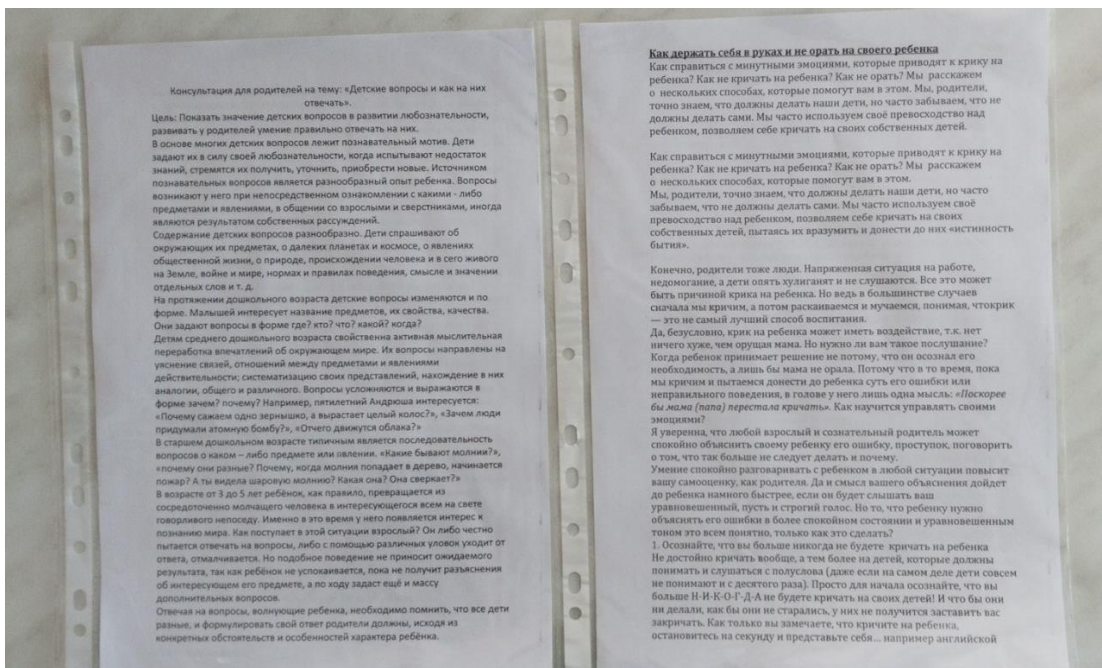 Консультация для родителей на тему: «Детские вопросы и как на них
отвечать».
Цель: Показать значение детских вопросов в развитии любознательности,
развивать у родителей умение правильно отвечать на них.
В основе многих детских вопросов лежит познавательный мотив. Дети
задают их в силу своей любознательности, когда испытывают недостаток
знаний, стремятся их получить, уточнить, приобрести новые. Источником
познавательных вопросов является разнообразный опыт ребёнка. Вопросы
возникают у него при непосредственном ознакомлении с какими - либо
предметами и явлениями, в общении со взрослыми и сверстниками, иногда
являются результатом собственных рассуждений.
Содержание детских вопросов разнообразно. Дети спрашивают об
окружающих их предметах, о далеких планетах и космосе, о явлениях
общественной жизни, о природе, происхождении человека и в сего живого
на Земле, войне и мире, нормах и правилах поведения, смысле и значении
отдельных слов и т. д.
На протяжении дошкольного возраста детские вопросы изменяются и по
форме. Малышей интересует название предметов, их свойства, качества.
Они задают вопросы в форме где? кто? что? какой? когда?
Детям среднего дошкольного возраста свойственна активная мыслительная
переработка впечатлений об окружающем мире. Их вопросы направлены на
уяснение связей, отношений между предметами и явлениями
действительности; систематизацию своих представлений, нахождение в них
аналогии, общего и различного. Вопросы усложняются и выражаются в
форме зачем? почему? Например, пятилетний Андрюша интересуется:
«Почему сажаем одно зернышко, а вырастает целый колос?», «Зачем люди
придумали атомную бомбу?», «Отчего движутся облака?»
В старшем дошкольном возрасте типичным является последовательность
вопросов о каком – либо предмете или явлении. «Какие бывают молнии?»,
«почему они разные? Почему, когда молния попадает в дерево, начинается
пожар? А ты видела шаровую молнию? Какая она? Она сверкает?»
В возрасте от 3 до 5 лет ребёнок, как правило, превращается из
сосредоточенно молчащего человека в интересующегося всем на свете
говорливого непоседу. Именно в это время у него появляется интерес к
познанию мира. Как поступает в этой ситуации взрослый? Он либо честно
пытается отвечать на вопросы, либо с помощью различных уловок уходит от
ответа, отмалчивается. Но подобное поведение не приносит ожидаемого
результата, так как ребёнок не успокаивается, пока не получит разъяснения
об интересующем его предмете, а по ходу задаст ещё и массу
дополнительных вопросов.
Отвечая на вопросы, волнующие ребенка, необходимо помнить, что все дети
разные, и формулировать свой ответ родители должны, исходя из
конкретных обстоятельств и особенностей характера ребёнка.
Как держать себя в руках и не орать на своего ребенка
Как справиться с минутными эмоциями, которые приводят к крику на
ребенка? Как не кричать на ребенка? Как не орать? Мы расскажем
о нескольких способах, которые помогут вам в этом. Мы, родители,
точно знаем, что должны делать наши дети, но часто забываем, что не
должны делать сами. Мы часто используем своё превосходство над
ребенком, позволяем себе кричать на своих собственных детей.
Как справиться с минутными эмоциями, которые приводят к крику на
ребенка? Как не кричать на ребенка? Как не орать? Мы расскажем
о нескольких способах, которые помогут вам в этом.
Мы, родители, точно знаем, что должны делать наши дети, но часто
забываем, что не должны делать сами. Мы часто используем своё
превосходство над ребенком, позволяем себе кричать на своих
собственных детей, пытаясь их вразумить и донести до них «истинность
бытия».
Конечно, родители тоже люди. Напряженная ситуация на работе,
недомогание, а дети опять хулиганят и не слушаются. Все это может
быть причиной крика на ребенка. Но ведь в большинстве случаев
сначала мы кричим, а потом раскаиваемся и мучаемся, понимая, чтокрик
— это не самый лучший способ воспитания.
Да, безусловно, крик на ребенка может иметь воздействие, т.к. нет
ничего хуже, чем орущая мама. Но нужно ли вам такое послушание?
Когда ребенок принимает решение не потому, что он осознал его
необходимость, а лишь бы мама не орала. Потому что в то время, пока
мы кричим и пытаемся донести до ребенка суть его ошибки или
неправильного поведения, в голове у него лишь одна мысль: «Поскорее
бы мама (папа) перестала кричать». Как научится управлять своими
эмоциями?
Я уверенна, что любой взрослый и сознательный родитель может
спокойно объяснить своему ребенку его ошибку, проступок, поговорить
о том, что так больше не следует делать и почему.
Умение спокойно разговаривать с ребенком в любой ситуации повысит
вашу самооценку, как родителя. Да и смысл вашего объяснения дойдет
до ребенка намного быстрее, если он будет слышать ваш
уравновешенный, пусть и строгий голос. Но то, что ребенку нужно
объяснять его ошибки в более спокойном состоянии и уравновешенным
тоном это всем понятно, только как это сделать?
1. Осознайте, что вы больше никогда не будете кричать на ребенка
Не достойно кричать вообще, а тем более на детей, которые должны
понимать и слушаться с полуслова (даже если на самом деле дети совсем
не понимают и с десятого раза). Просто для начала осознайте, что вы
больше Н-И-К-О-Г-Д-А не будете кричать на своих детей! И что бы они
ни делали, как бы они не старались, у них не получится заставить вас
закричать. Как только вы замечаете, что кричите на ребенка,
остановитесь на секунду и представьте себя... например английской